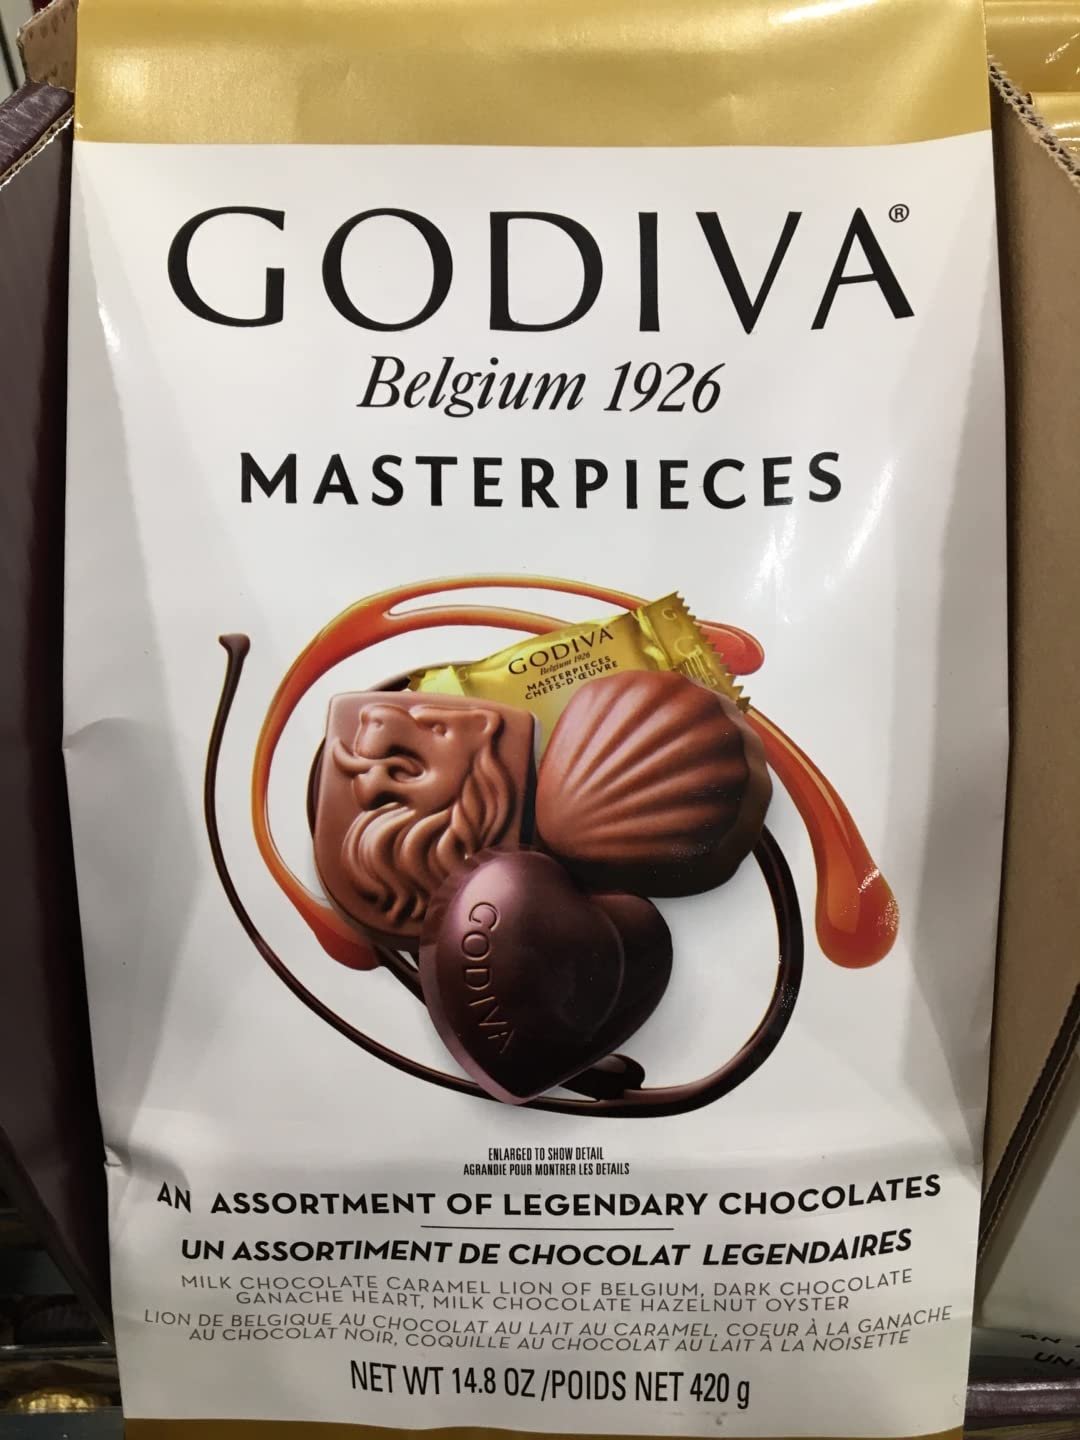 GODIVA®
Belgium 1926
MASTERPIECES
GODIVA
Belgium 1926
MASTERPIECES
CHEFS-D'ŒUVRE
GODIVA
ENLARGED TO SHOW DETAIL
AGRANDIE POUR MONTRER LES DETAILS
AN ASSORTMENT OF LEGENDARY CHOCOLATES
UN ASSORTIMENT DE CHOCOLAT LEGENDAIRES
MILK CHOCOLATE CARAMEL LION OF BELGIUM, DARK CHOCOLATE
GANACHE HEART, MILK CHOCOLATE HAZELNUT OYSTER
LION DE BELGIQUE AU CHOCOLAT AU LAIT AU CARAMEL, COEUR À LA GANACHE
AU CHOCOLAT NOIR, COQUILLE AU CHOCOLAT AU LAIT À LA NOISETTE
NET WT 14.8 OZ /POIDS NET 420 g
AN
UN